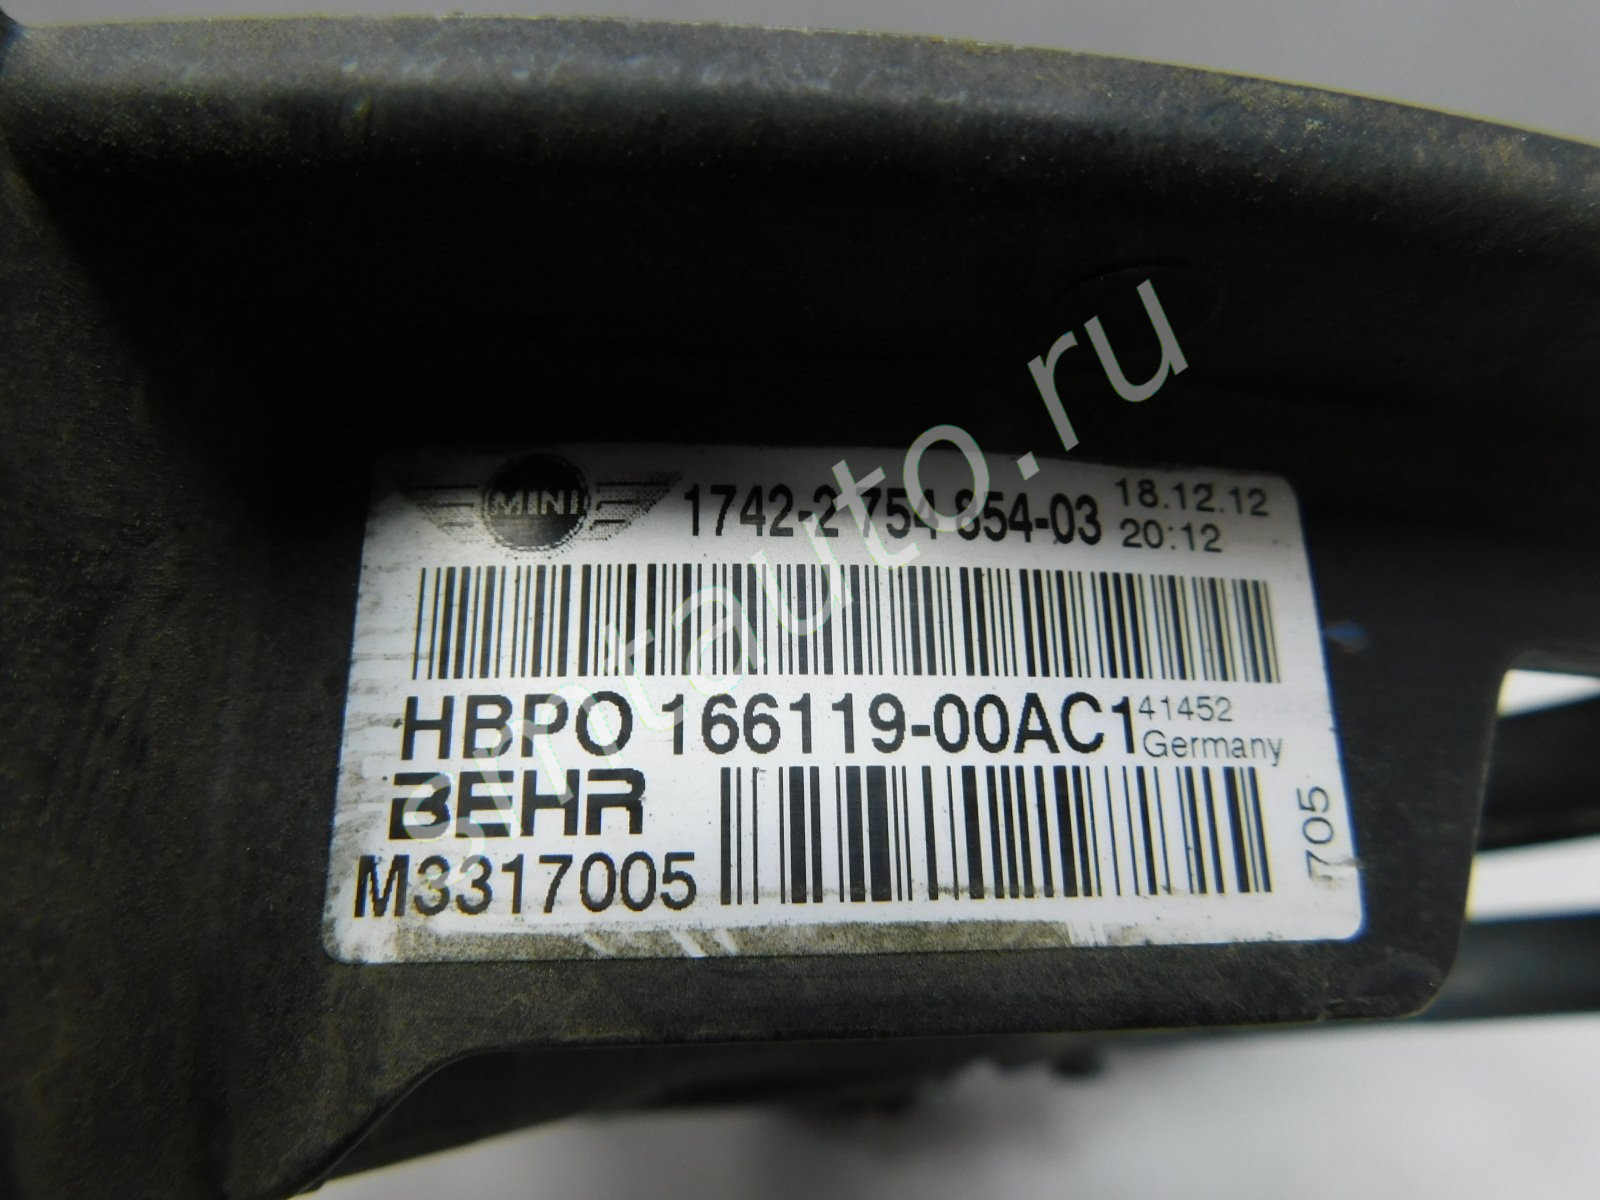 MINI 1742-2 754 854-03 18.12.12
20:12
HBPO 166119-00AC1 41452
Germany
BEHR
M3317005
705
smtauto.ru